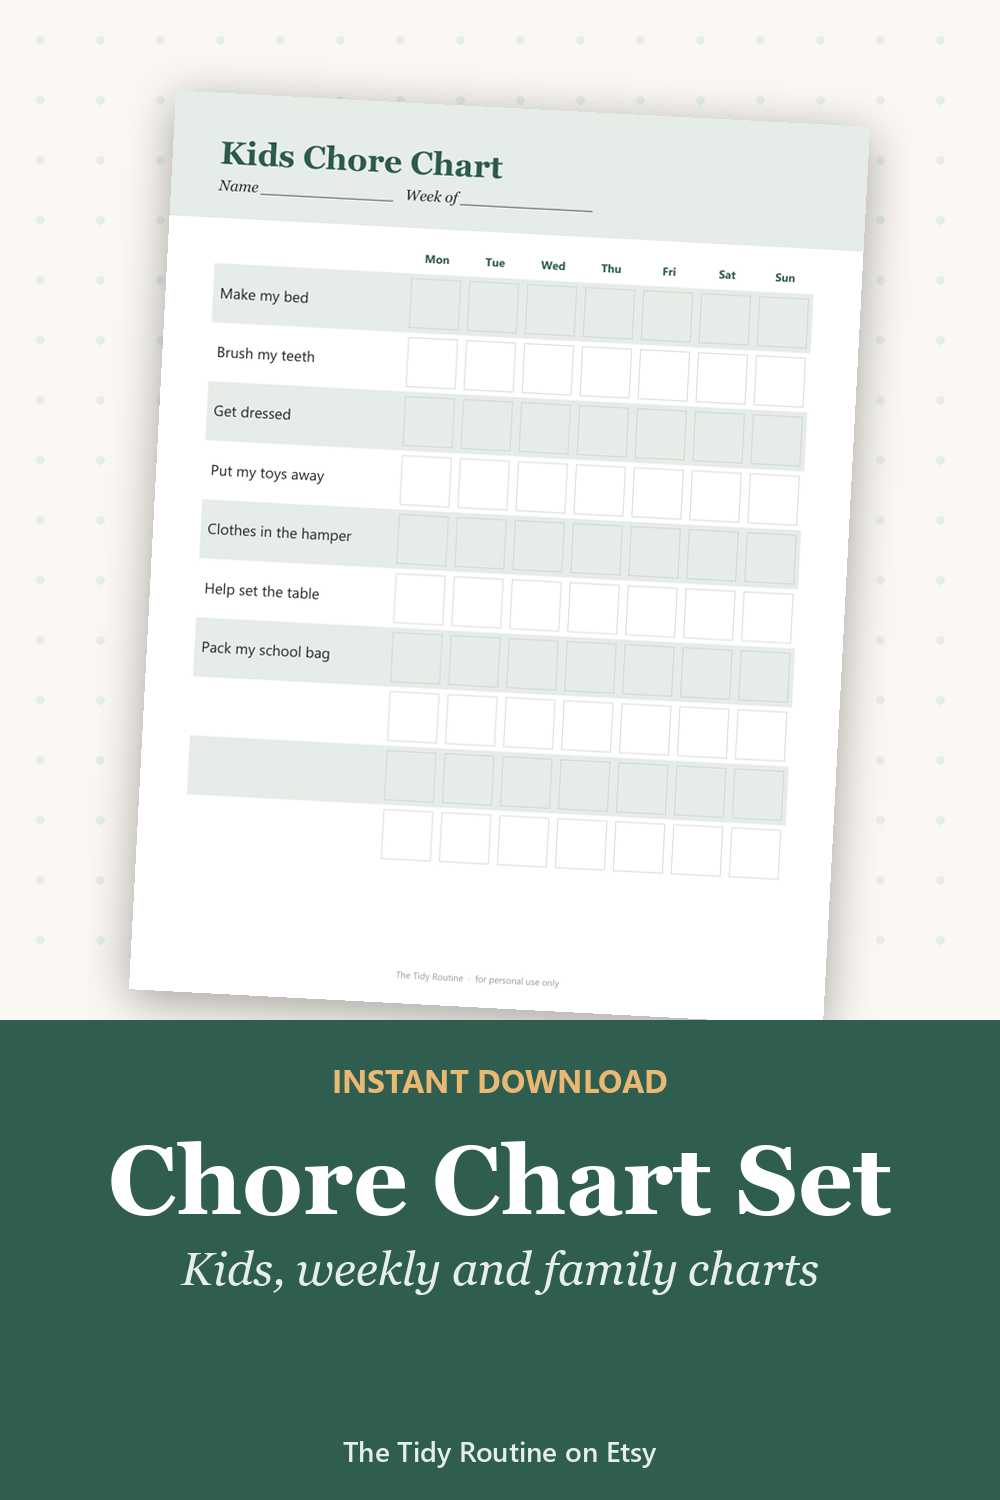 Kids Chore Chart
Name ________________ Week of ________________
Mon Tue Wed Thu Fri Sat Sun
Make my bed
Brush my teeth
Get dressed
Put my toys away
Clothes in the hamper
Help set the table
Pack my school bag
The Tidy Routine · for personal use only
INSTANT DOWNLOAD
Chore Chart Set
Kids, weekly and family charts
The Tidy Routine on Etsy